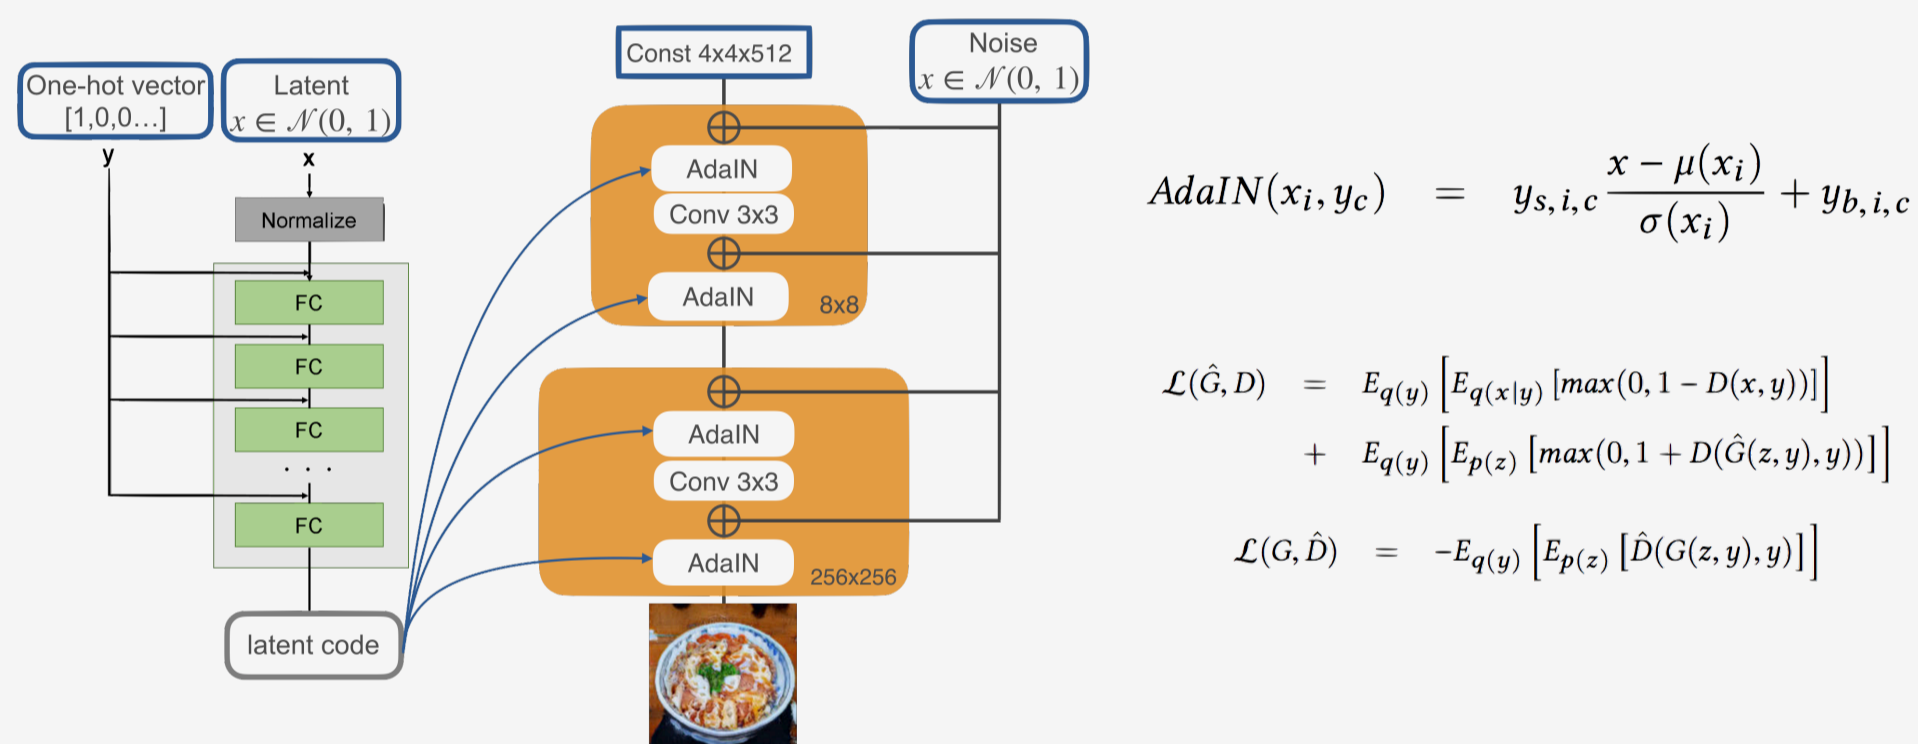 One-hot vector
[1,0,0...]
y
Latent
x ∈ 𝒩(0, 1)
x
Normalize
FC
FC
FC
. . .
FC
latent code
Const 4x4x512
AdaIN
Conv 3x3
AdaIN
8x8
AdaIN
Conv 3x3
AdaIN
256x256
Noise
x ∈ 𝒩(0, 1)
AdaIN(x_i, y_c) = y_{s,i,c} \frac{x − μ(x_i)}{σ(x_i)} + y_{b,i,c}
ℒ(Ĝ, D) = E_{q(y)} [E_{q(x|y)} [max(0, 1 − D(x, y))]]
+ E_{q(y)} [E_{p(z)} [max(0, 1 + D(Ĝ(z, y), y))]]
ℒ(G, D̂) = −E_{q(y)} [E_{p(z)} [D̂(G(z, y), y)]]